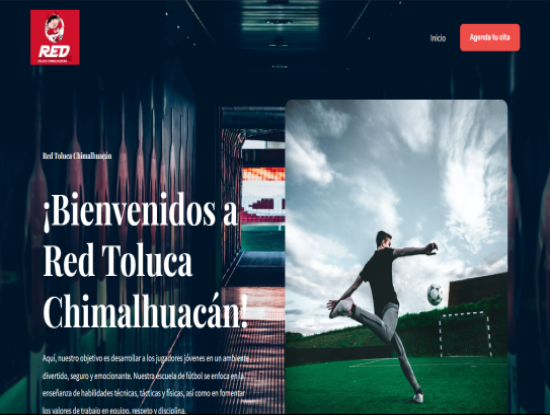 RED
Inicio
Agenda tu cita
Red Toluca Chimalhuacán
¡Bienvenidos a
Red Toluca
Chimalhuacán!
Aquí, nuestro objetivo es desarrollar a los jugadores jóvenes en un ambiente
divertido, seguro y emocionante. Nuestra escuela de fútbol se enfoca en la
enseñanza de habilidades técnicas, tácticas y físicas, así como en fomentar
los valores de trabajo en equipo, respeto y disciplina.